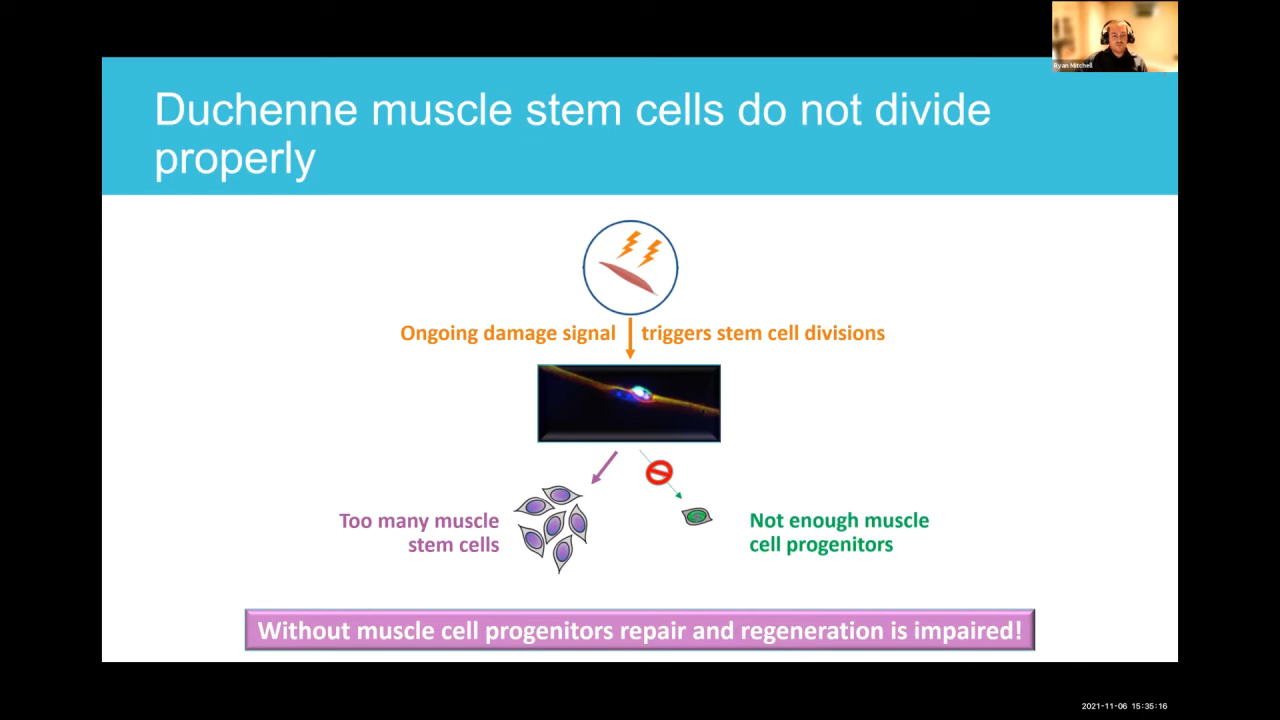 Ryan Mitchell
Duchenne muscle stem cells do not divide
properly
Ongoing damage signal triggers stem cell divisions
Too many muscle
stem cells
Not enough muscle
cell progenitors
Without muscle cell progenitors repair and regeneration is impaired!
2021-11-06 15:35:16